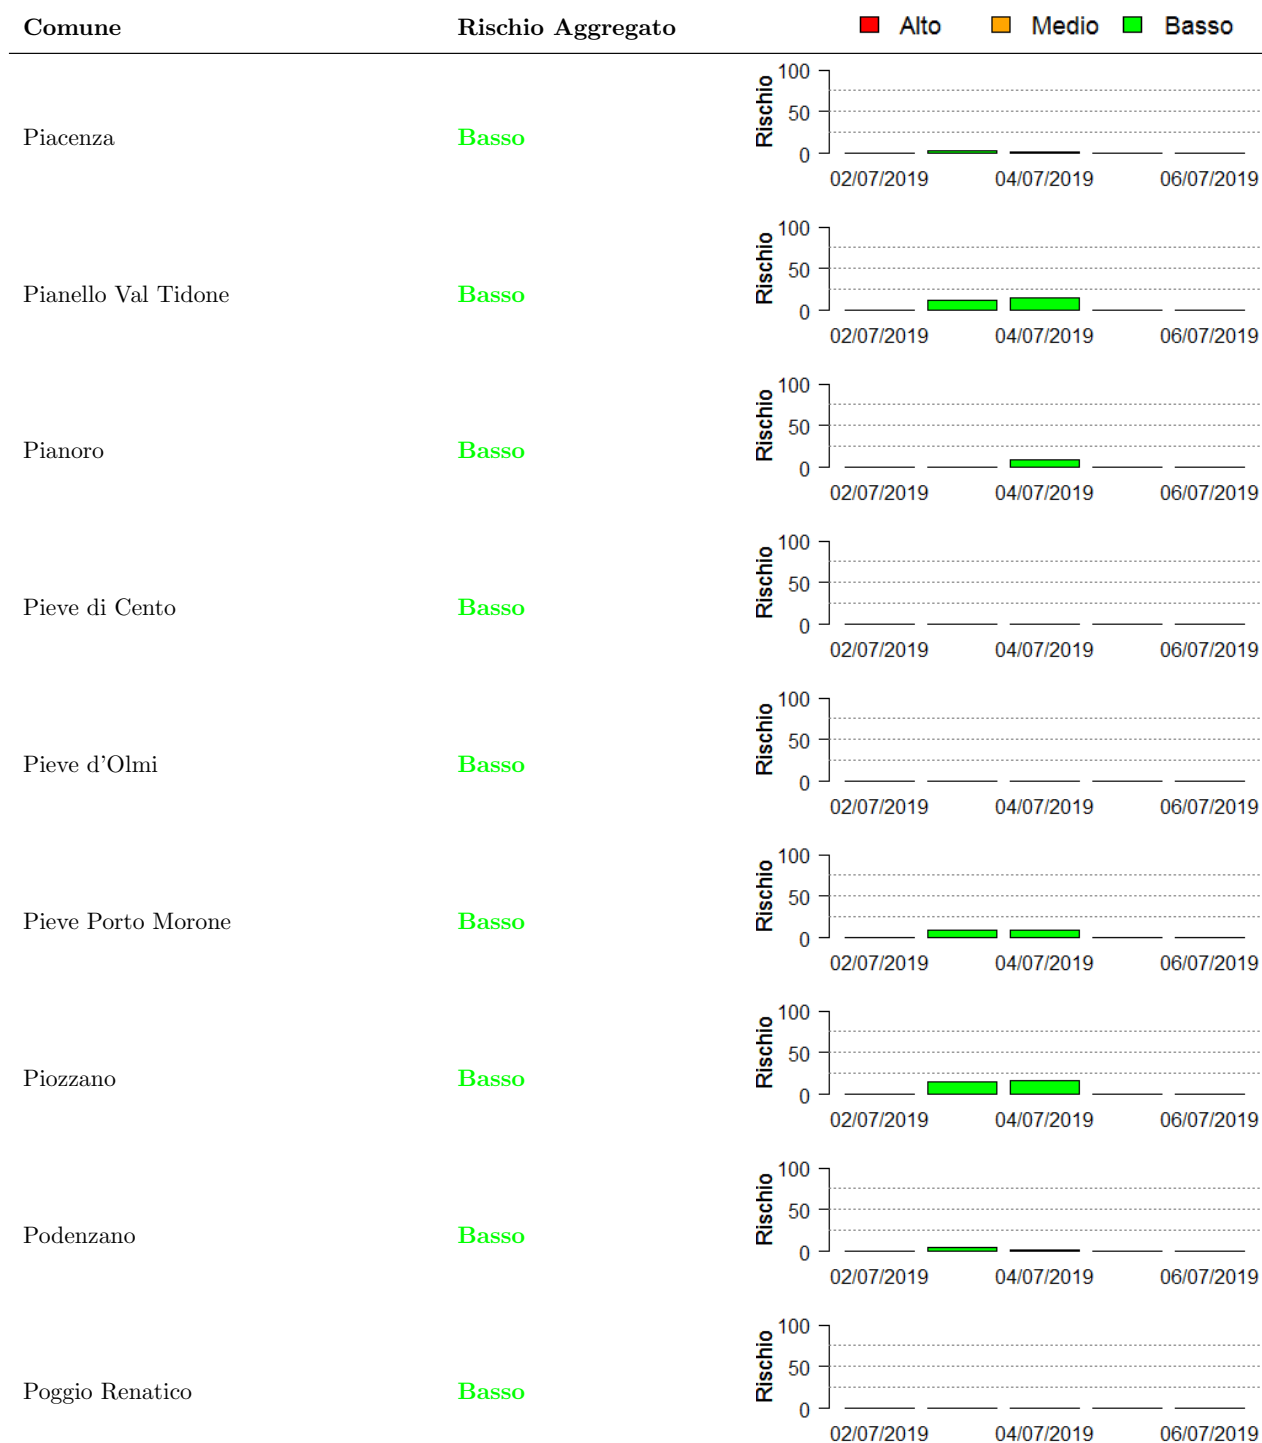 Comune Rischio Aggregato Alto Medio Basso
Piacenza Basso
Rischio
100
50
0
02/07/2019 04/07/2019 06/07/2019
Pianello Val Tidone Basso
Rischio
100
50
0
02/07/2019 04/07/2019 06/07/2019
Pianoro Basso
Rischio
100
50
0
02/07/2019 04/07/2019 06/07/2019
Pieve di Cento Basso
Rischio
100
50
0
02/07/2019 04/07/2019 06/07/2019
Pieve d'Olmi Basso
Rischio
100
50
0
02/07/2019 04/07/2019 06/07/2019
Pieve Porto Morone Basso
Rischio
100
50
0
02/07/2019 04/07/2019 06/07/2019
Piozzano Basso
Rischio
100
50
0
02/07/2019 04/07/2019 06/07/2019
Podenzano Basso
Rischio
100
50
0
02/07/2019 04/07/2019 06/07/2019
Poggio Renatico Basso
Rischio
100
50
0
02/07/2019 04/07/2019 06/07/2019